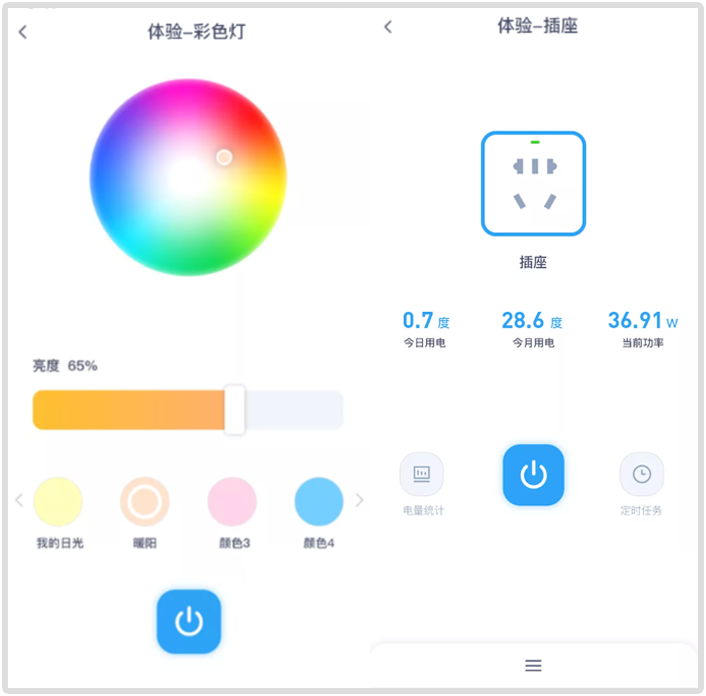 体验-彩色灯
亮度 65%
我的日光
暖阳
颜色3
颜色4
体验-插座
插座
0.7 度
今日用电
28.6 度
今月用电
36.91 W
当前功率
电量统计
定时任务